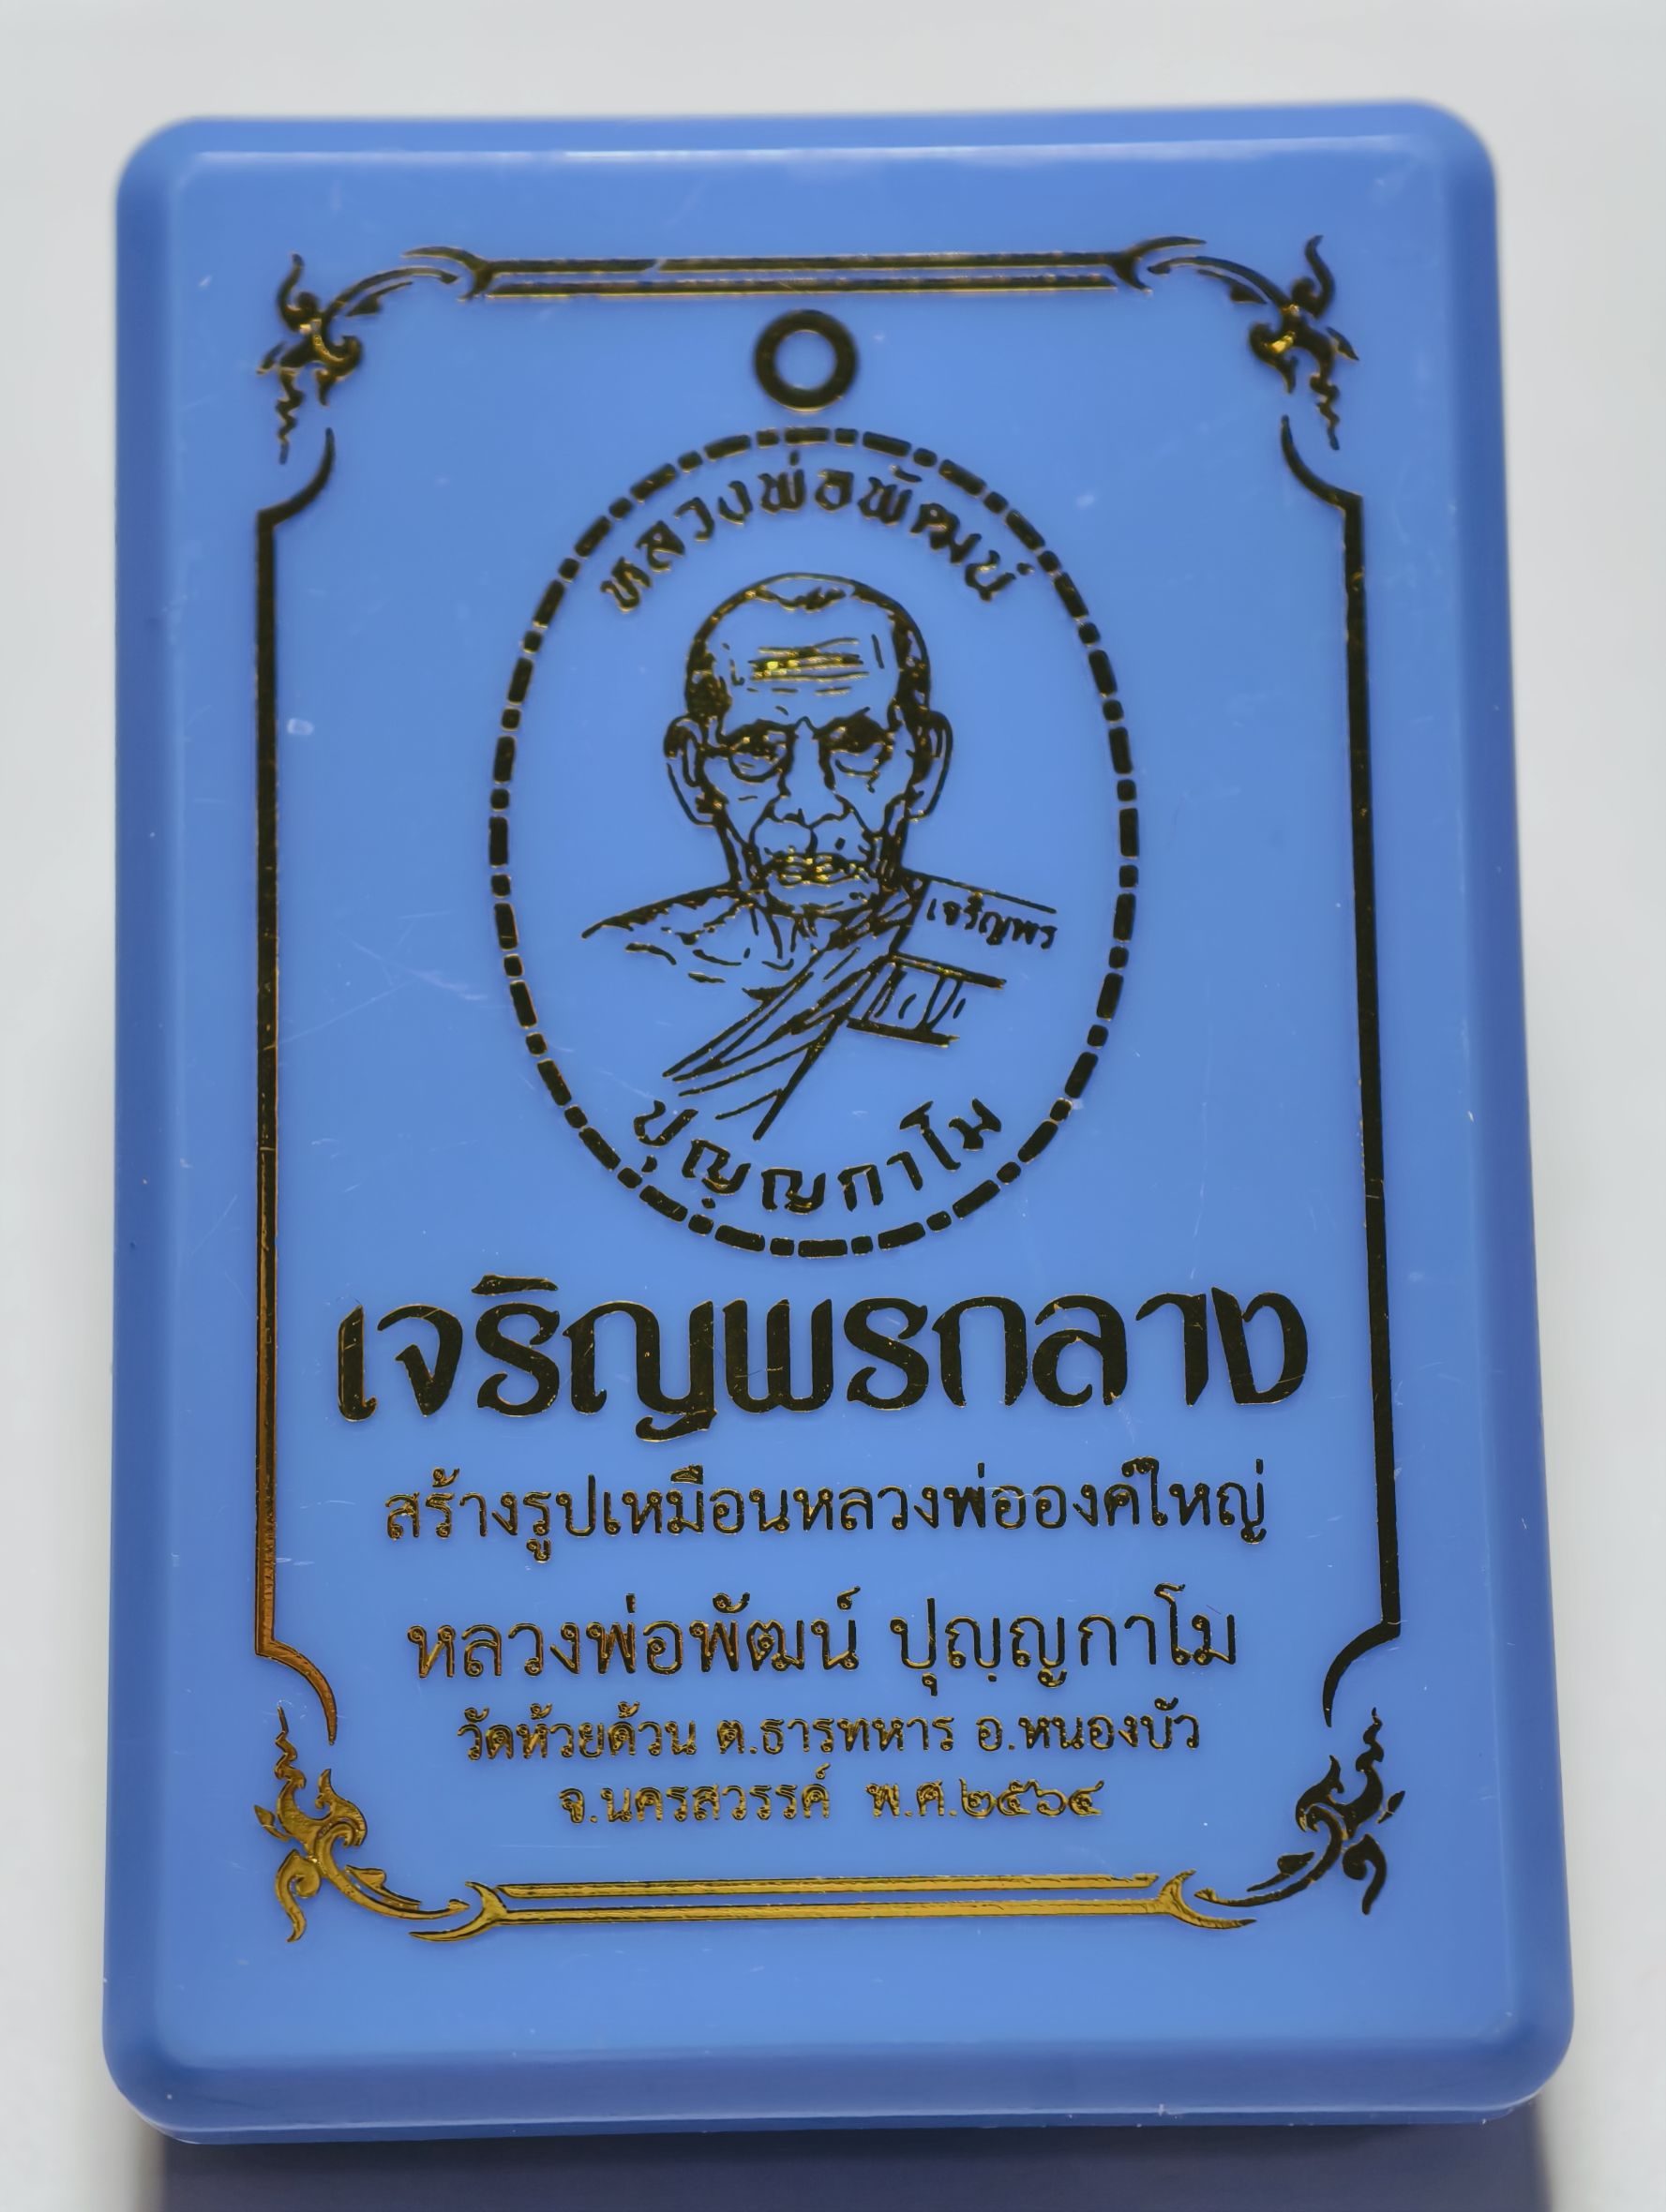 หลวงพ่อพัฒน์
เจริญพร
ปุญฺญกาโม
เจริญพรกลาง
สร้างรูปเหมือนหลวงพ่อองค์ใหญ่
หลวงพ่อพัฒน์ ปุญฺญกาโม
วัดห้วยด้วน ต.ธารทหาร อ.หนองบัว
จ.นครสวรรค์ พ.ศ.๒๕๖๔